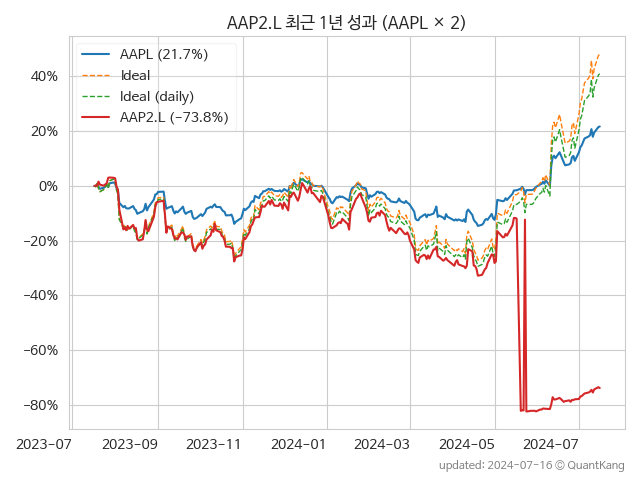 AAP2.L 최근 1년 성과 (AAPL × 2)
AAPL (21.7%)
Ideal
Ideal (daily)
AAP2.L (−73.8%)
40%
20%
0%
−20%
−40%
−60%
−80%
2023-07 2023-09 2023-11 2024-01 2024-03 2024-05 2024-07
updated: 2024-07-16 © QuantKang